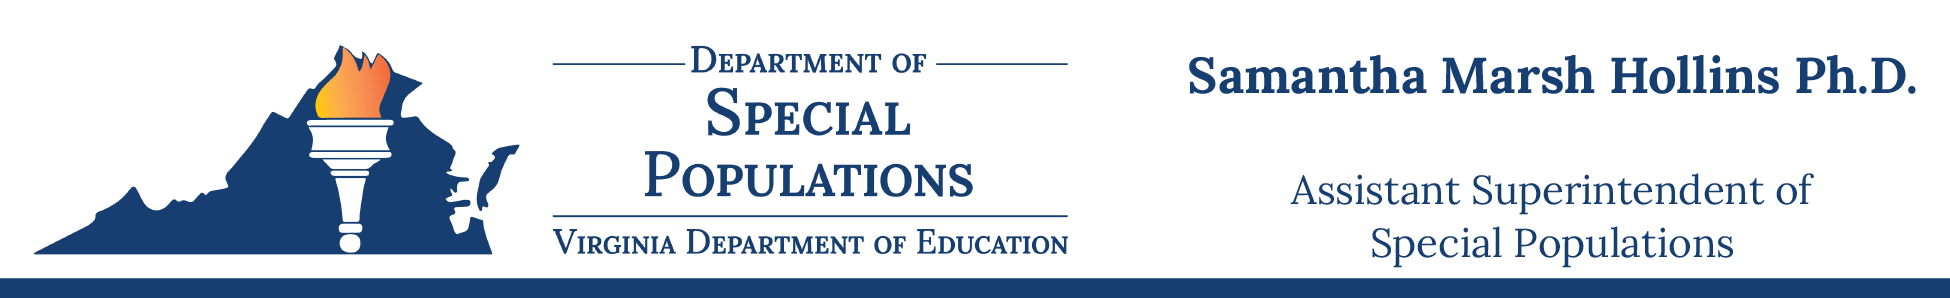 Department of
Special
Populations
Virginia Department of Education
Samantha Marsh Hollins Ph.D.
Assistant Superintendent of
Special Populations